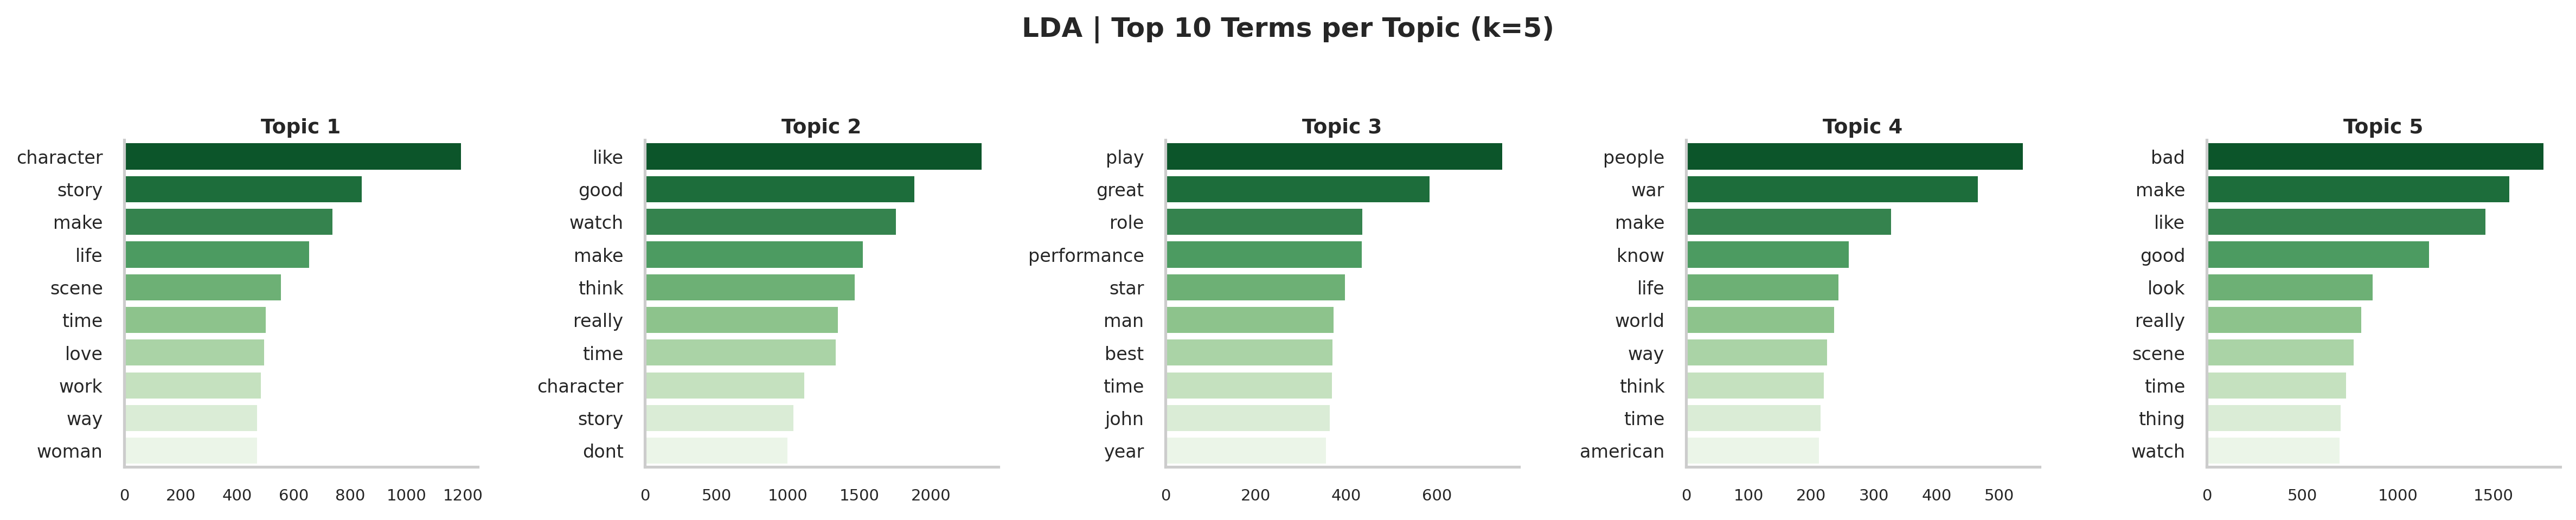 LDA | Top 10 Terms per Topic (k=5)
Topic 1
character
story
make
life
scene
time
love
work
way
woman
0 200 400 600 800 1000 1200
Topic 2
like
good
watch
make
think
really
time
character
story
dont
0 500 1000 1500 2000
Topic 3
play
great
role
performance
star
man
best
time
john
year
0 200 400 600
Topic 4
people
war
make
know
life
world
way
think
time
american
0 100 200 300 400 500
Topic 5
bad
make
like
good
look
really
scene
time
thing
watch
0 500 1000 1500